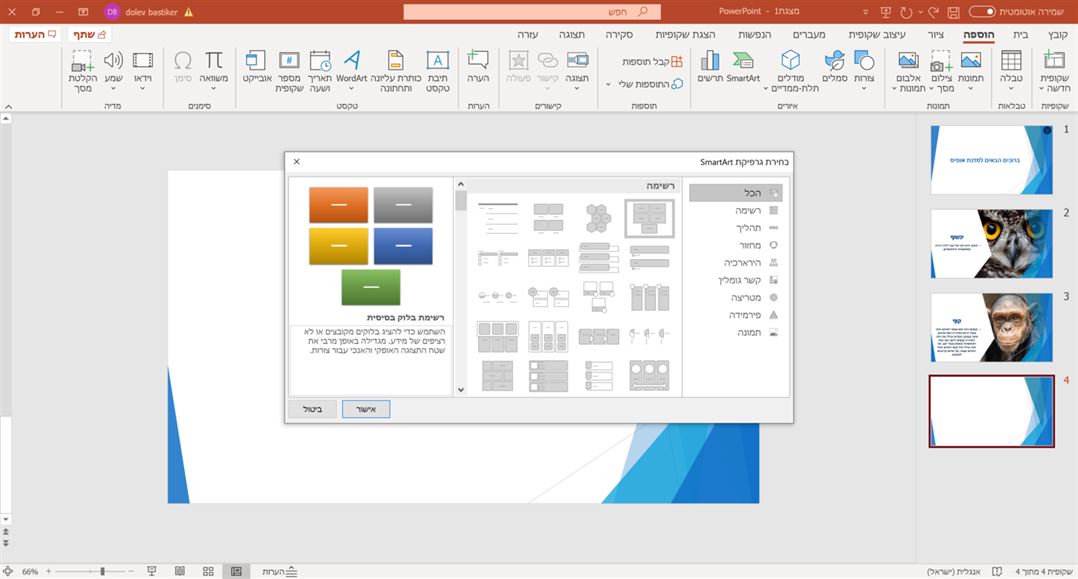 שמירה אוטומטית
מצגת1 - PowerPoint
חפש
dolev bastiker
DB
קובץ
בית
הוספה
ציור
עיצוב שקופית
מעברים
הנפשות
הצגת שקופיות
סקירה
תצוגה
עזרה
שתף
הערות
שקופית חדשה
טבלה
תמונות
צילום מסך
אלבום תמונות
צורות
סמלים
מודלים תלת-ממדיים
SmartArt
תרשים
קבל תוספות
התוספות שלי
תצוגה
קישור
פעולה
הערה
תיבת טקסט
כותרת עליונה ותחתונה
WordArt
תאריך ושעה
מספר שקופית
אובייקט
משוואה
סימן
וידאו
שמע
הקלטת מסך
שקופיות
טבלאות
תמונות
איורים
תוספות
קישורים
הערות
טקסט
סימנים
מדיה
בחירת גרפיקת SmartArt
הכל
רשימה
תהליך
מחזור
היררארכיה
קשר גומלין
מטריצה
פירמידה
תמונה
רשימה
רשימת בלוק בסיסית
השתמש כדי להציג בלוקים מקובצים או לא
רציפים של מידע. מגדילה באופן מרבי את
שטח התצוגה האופקי והאנכי עבור צורות.
אישור
ביטול
1
ברוכים הבאים לסדנת אופיס
2
ינשוף
3
קוף
4
שקופית 4 מתוך 4
אנגלית (ישראל)
הערות
66%